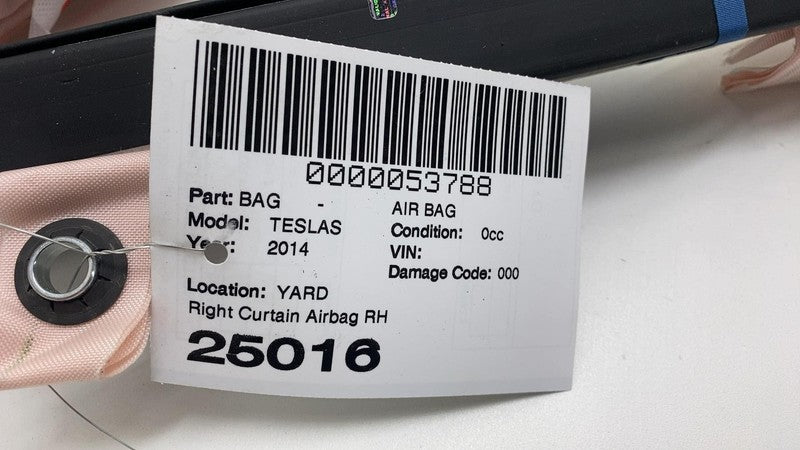 0000053788
Part: BAG - AIR BAG
Model: TESLAS Condition: 0cc
Year: 2014 VIN:
Damage Code: 000
Location: YARD
Right Curtain Airbag RH
25016